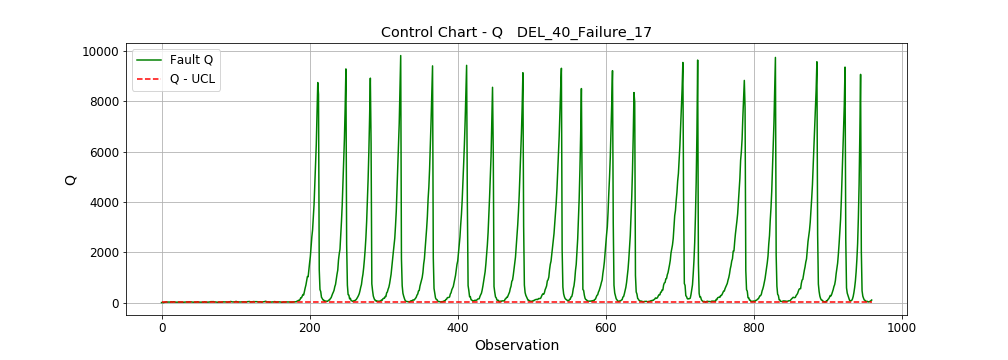 Control Chart - Q   DEL_40_Failure_17
Fault Q
Q - UCL
10000
8000
6000
4000
2000
0
Q
0 200 400 600 800 1000
Observation